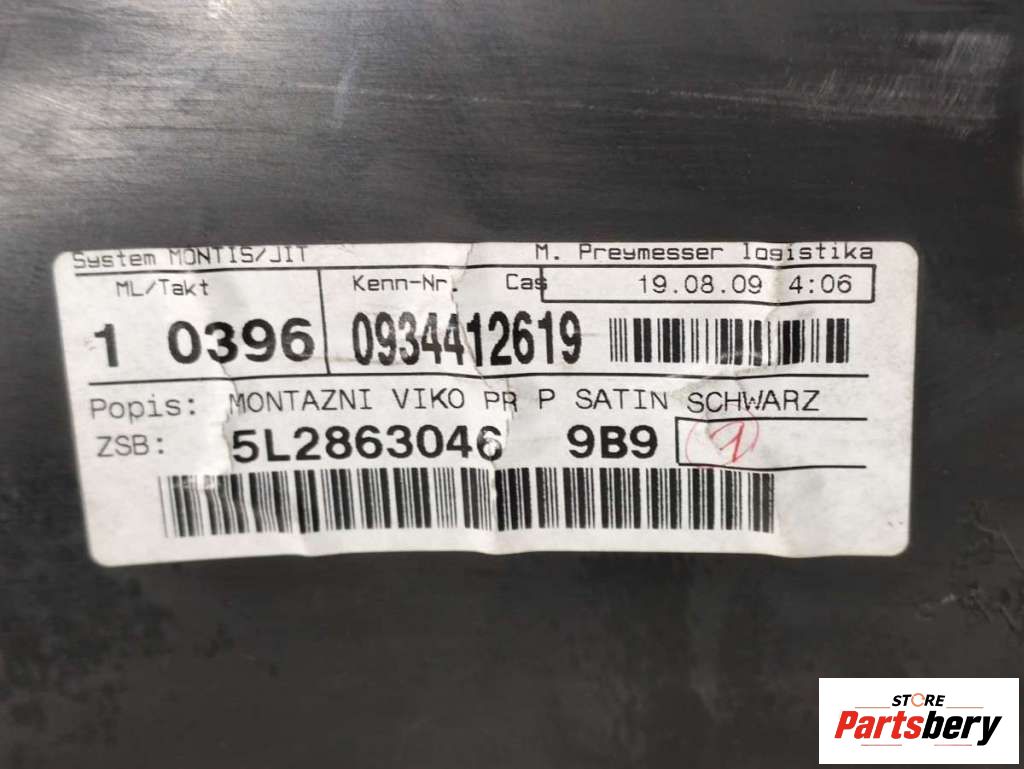 System MONTIS/JIT M. Preymesser logistika
ML/Takt Kenn-Nr. Cas 19.08.09 4:06
1 0396 0934412619
Popis: MONTAZNI VIKO PR P SATIN SCHWARZ
ZSB: 5L2863046 9B9
STORE
Partsbery